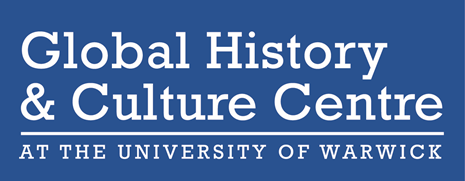 Global History
& Culture Centre
AT THE UNIVERSITY OF WARWICK